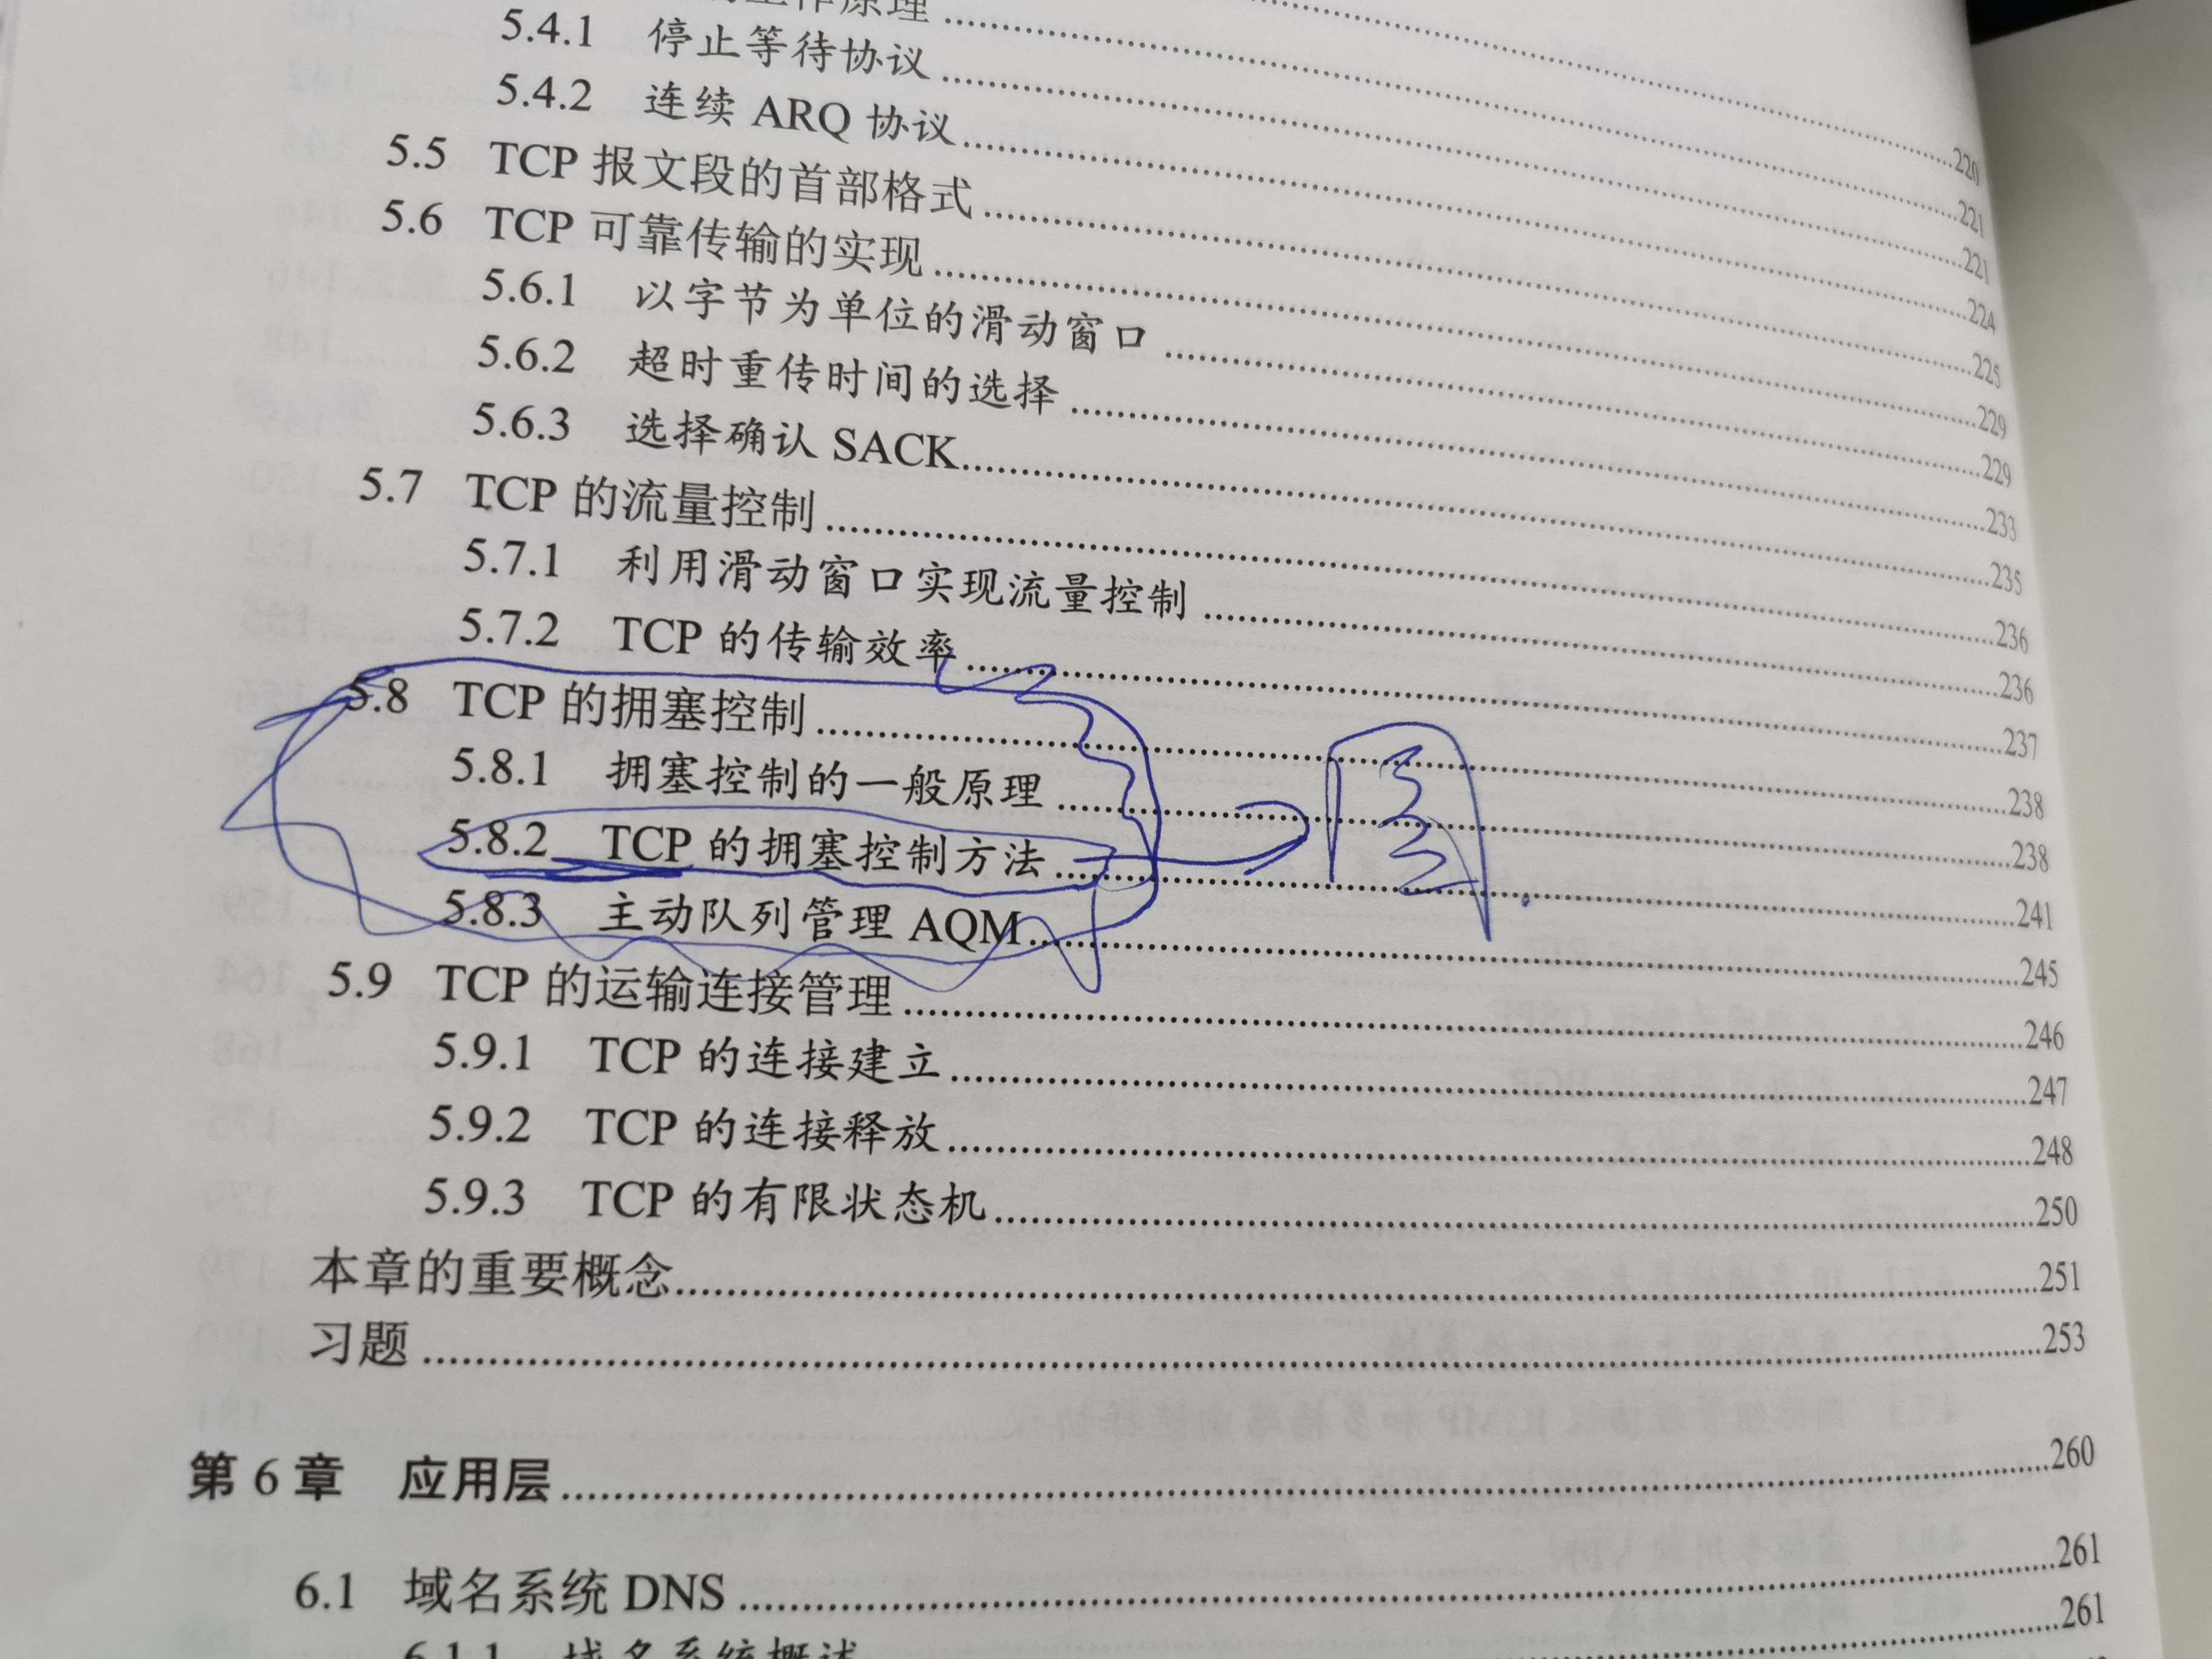 220
工作原理 ........ 221
5.4.1 停止等待协议 ........ 221
5.4.2 连续 ARQ 协议 ........ 224
5.5 TCP 报文段的首部格式 ........ 225
5.6 TCP 可靠传输的实现 ........ 229
5.6.1 以字节为单位的滑动窗口 ........ 229
5.6.2 超时重传时间的选择 ........ 233
5.6.3 选择确认 SACK ........ 235
5.7 TCP 的流量控制 ........ 236
5.7.1 利用滑动窗口实现流量控制 ........ 236
5.7.2 TCP 的传输效率 ........ 237
5.8 TCP 的拥塞控制 ........ 238
5.8.1 拥塞控制的一般原理 ........ 238
5.8.2 TCP 的拥塞控制方法 ........ 241
图
5.8.3 主动队列管理 AQM ........ 245
5.9 TCP 的运输连接管理 ........ 246
5.9.1 TCP 的连接建立 ........ 247
5.9.2 TCP 的连接释放 ........ 248
5.9.3 TCP 的有限状态机 ........ 250
本章的重要概念 ........ 251
习题 ........ 253
第 6 章 应用层 ........ 260
6.1 域名系统 DNS ........ 261
6.1.1 域名系统概述 ........ 261